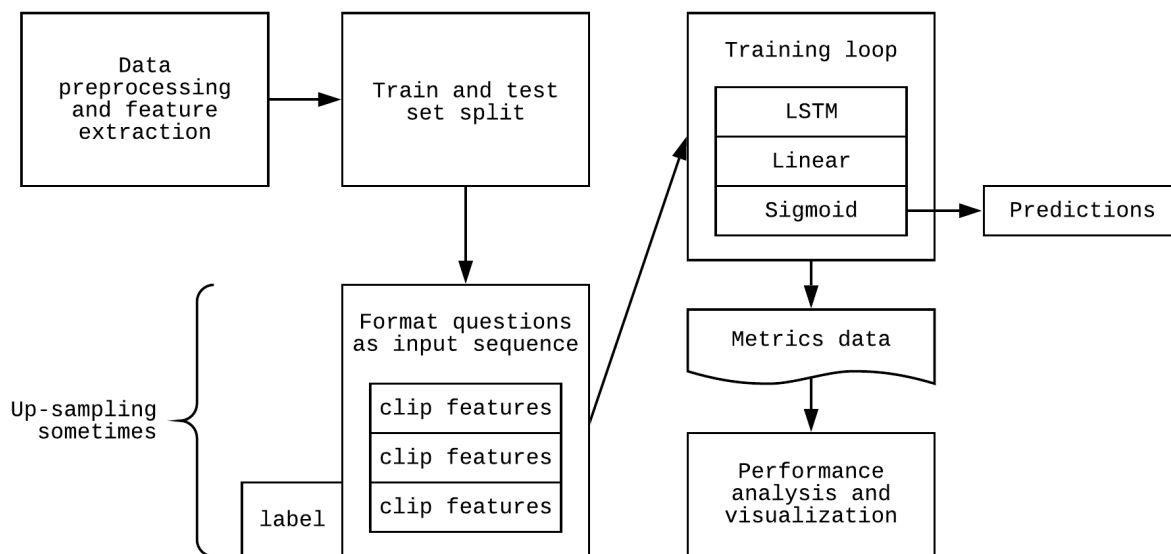 Data
preprocessing
and feature
extraction
Train and test
set split
Format questions
as input sequence
clip features
clip features
clip features
label
Up-sampling
sometimes
Training loop
LSTM
Linear
Sigmoid
Predictions
Metrics data
Performance
analysis and
visualization